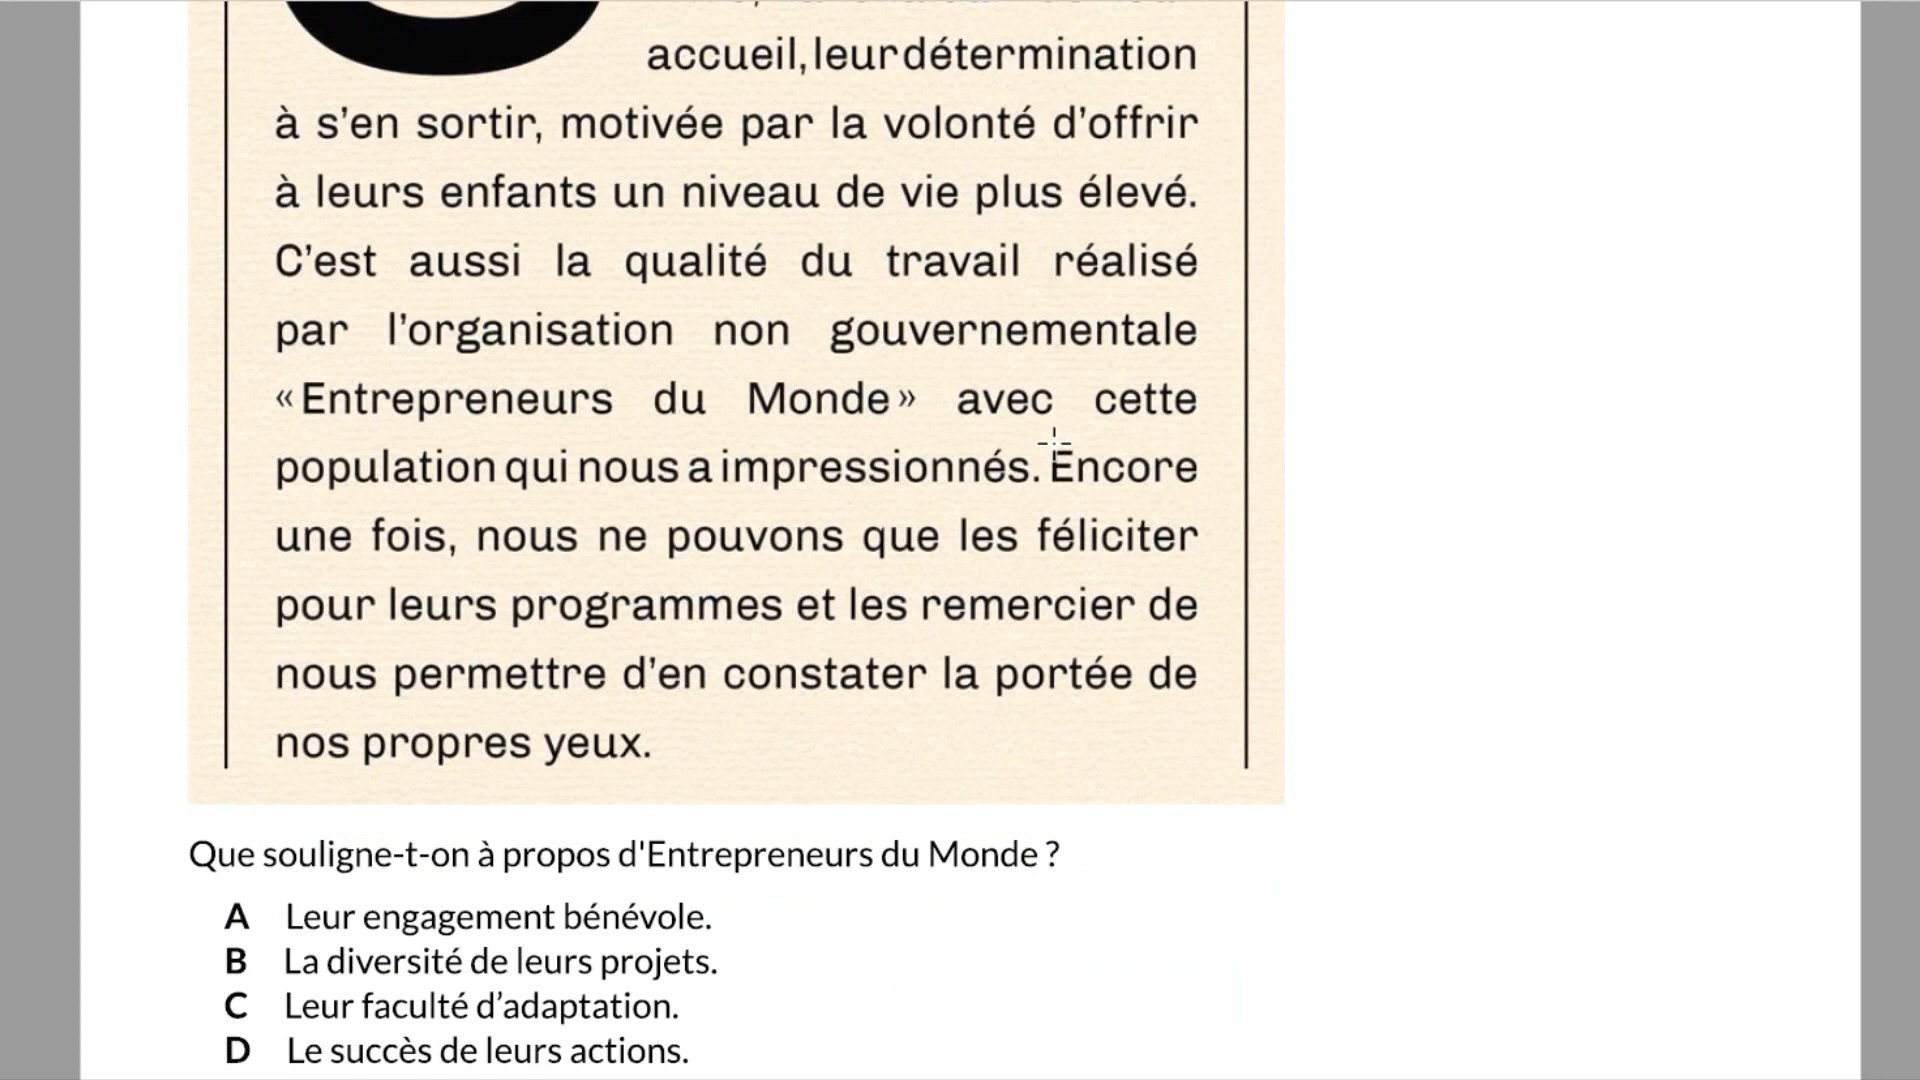 accueil, leur détermination
à s’en sortir, motivée par la volonté d’offrir
à leurs enfants un niveau de vie plus élevé.
C’est aussi la qualité du travail réalisé
par l’organisation non gouvernementale
« Entrepreneurs du Monde » avec cette
population qui nous a impressionnés. Encore
une fois, nous ne pouvons que les féliciter
pour leurs programmes et les remercier de
nous permettre d’en constater la portée de
nos propres yeux.
Que souligne-t-on à propos d'Entrepreneurs du Monde ?
A Leur engagement bénévole.
B La diversité de leurs projets.
C Leur faculté d’adaptation.
D Le succès de leurs actions.